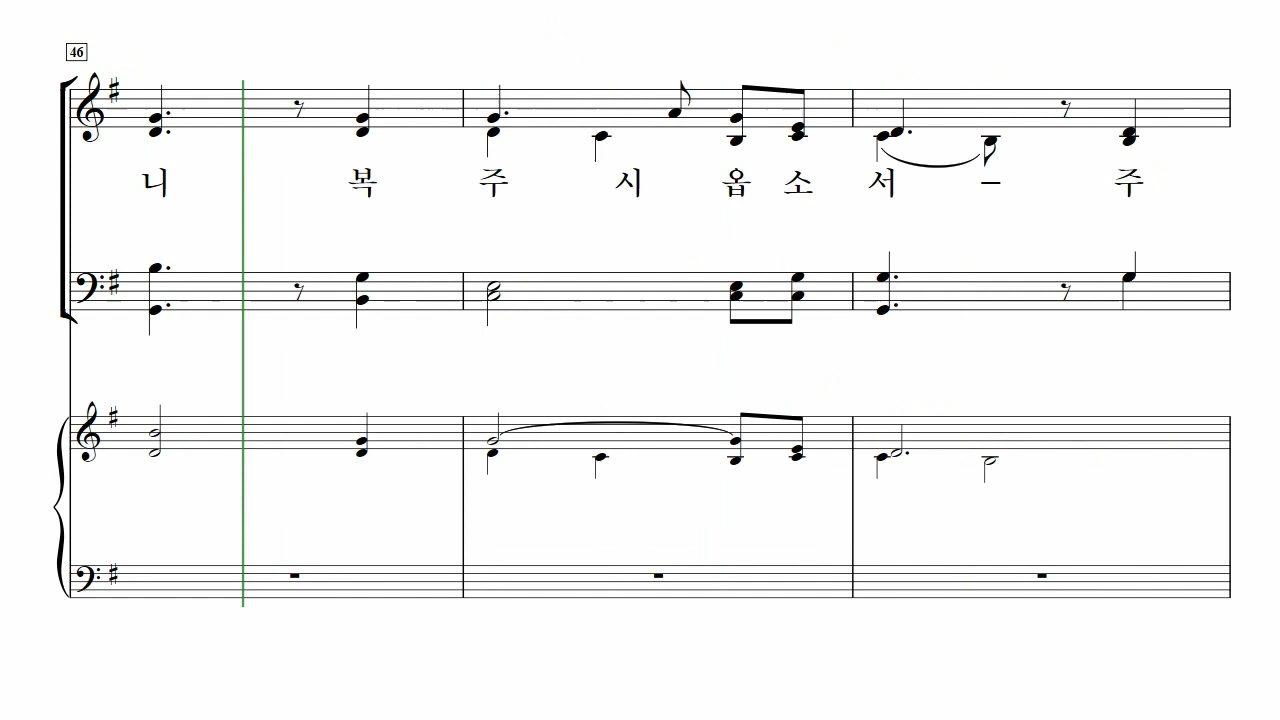 46
니 복 주 시 옵 소 서 – 주